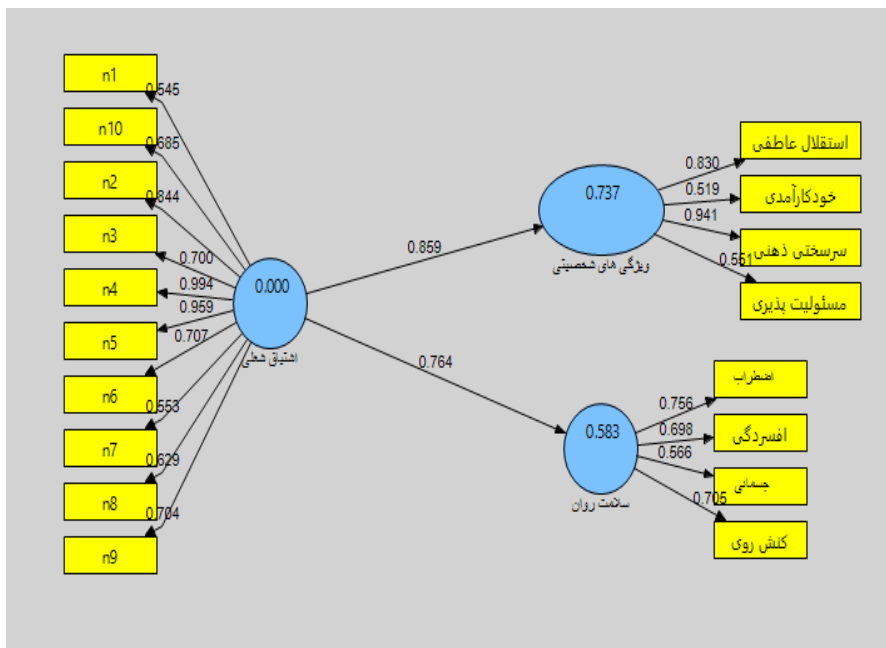 n1
n10
n2
n3
n4
n5
n6
n7
n8
n9
0.545
0.685
0.844
0.700
0.994
0.959
0.707
0.553
0.629
0.704
0.000
اشتیاق شغلی
0.859
0.764
0.737
ویژگی های شخصیتی
0.830
0.519
0.941
0.551
استقلال عاطفی
خودکارآمدی
سرسختی ذهنی
مسئولیت پذیری
0.583
سلامت روان
0.756
0.698
0.566
0.705
اضطراب
افسردگی
جسمانی
کنش روی